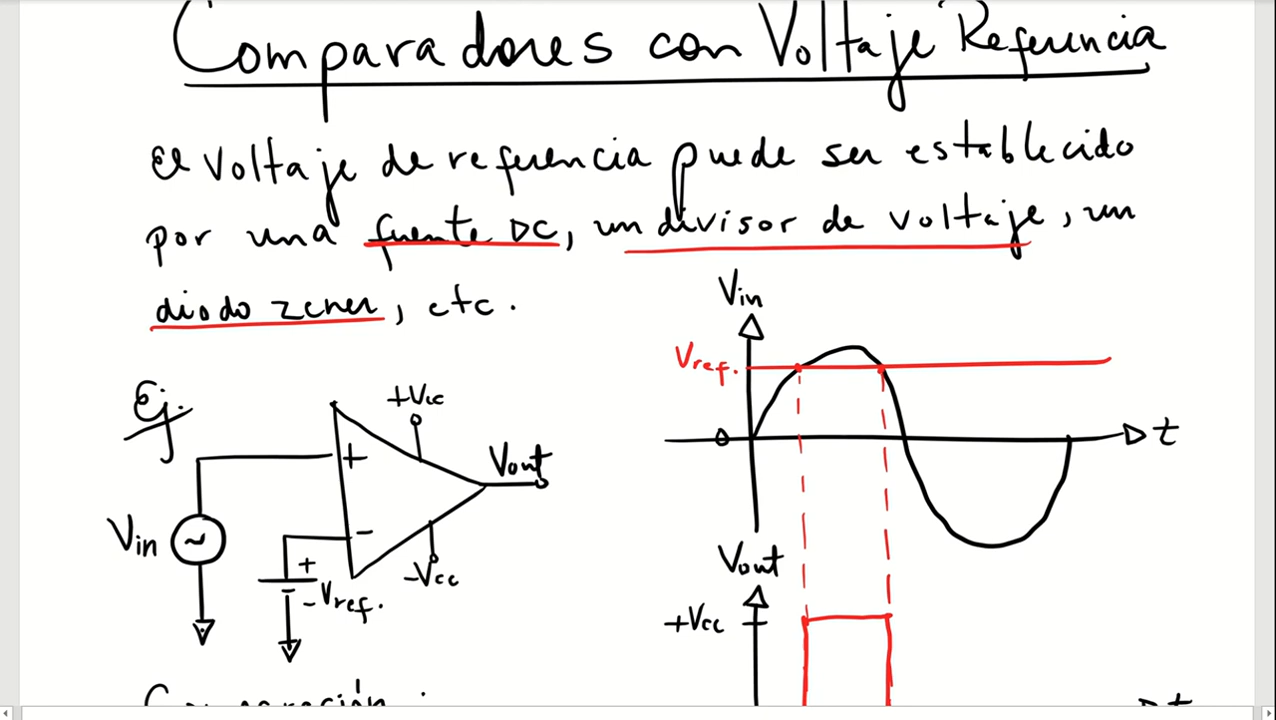 Comparadores con Voltaje Referencia
El voltaje de referencia puede ser establecido
por una fuente DC, un divisor de voltaje, un
diodo zener, etc.
Vin
Vref.
0
t
Ej.
+Vcc
+
Vout
Vin
-
+
-Vcc
- Vref.
Vout
+Vcc
Comparación:
t